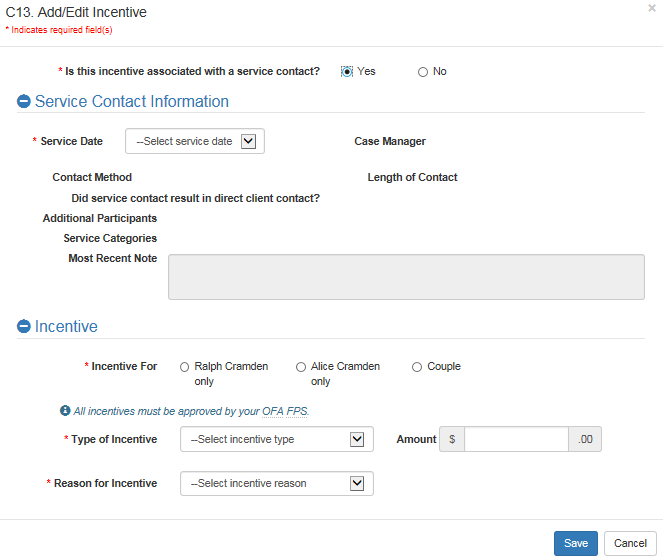 C13. Add/Edit Incentive
×
* Indicates required field(s)
* Is this incentive associated with a service contact? Yes No
Service Contact Information
* Service Date --Select service date Case Manager
Contact Method Length of Contact
Did service contact result in direct client contact?
Additional Participants
Service Categories
Most Recent Note
Incentive
* Incentive For Ralph Cramden only Alice Cramden only Couple
All incentives must be approved by your OFA FPS.
* Type of Incentive --Select incentive type Amount $ .00
* Reason for Incentive --Select incentive reason
Save Cancel